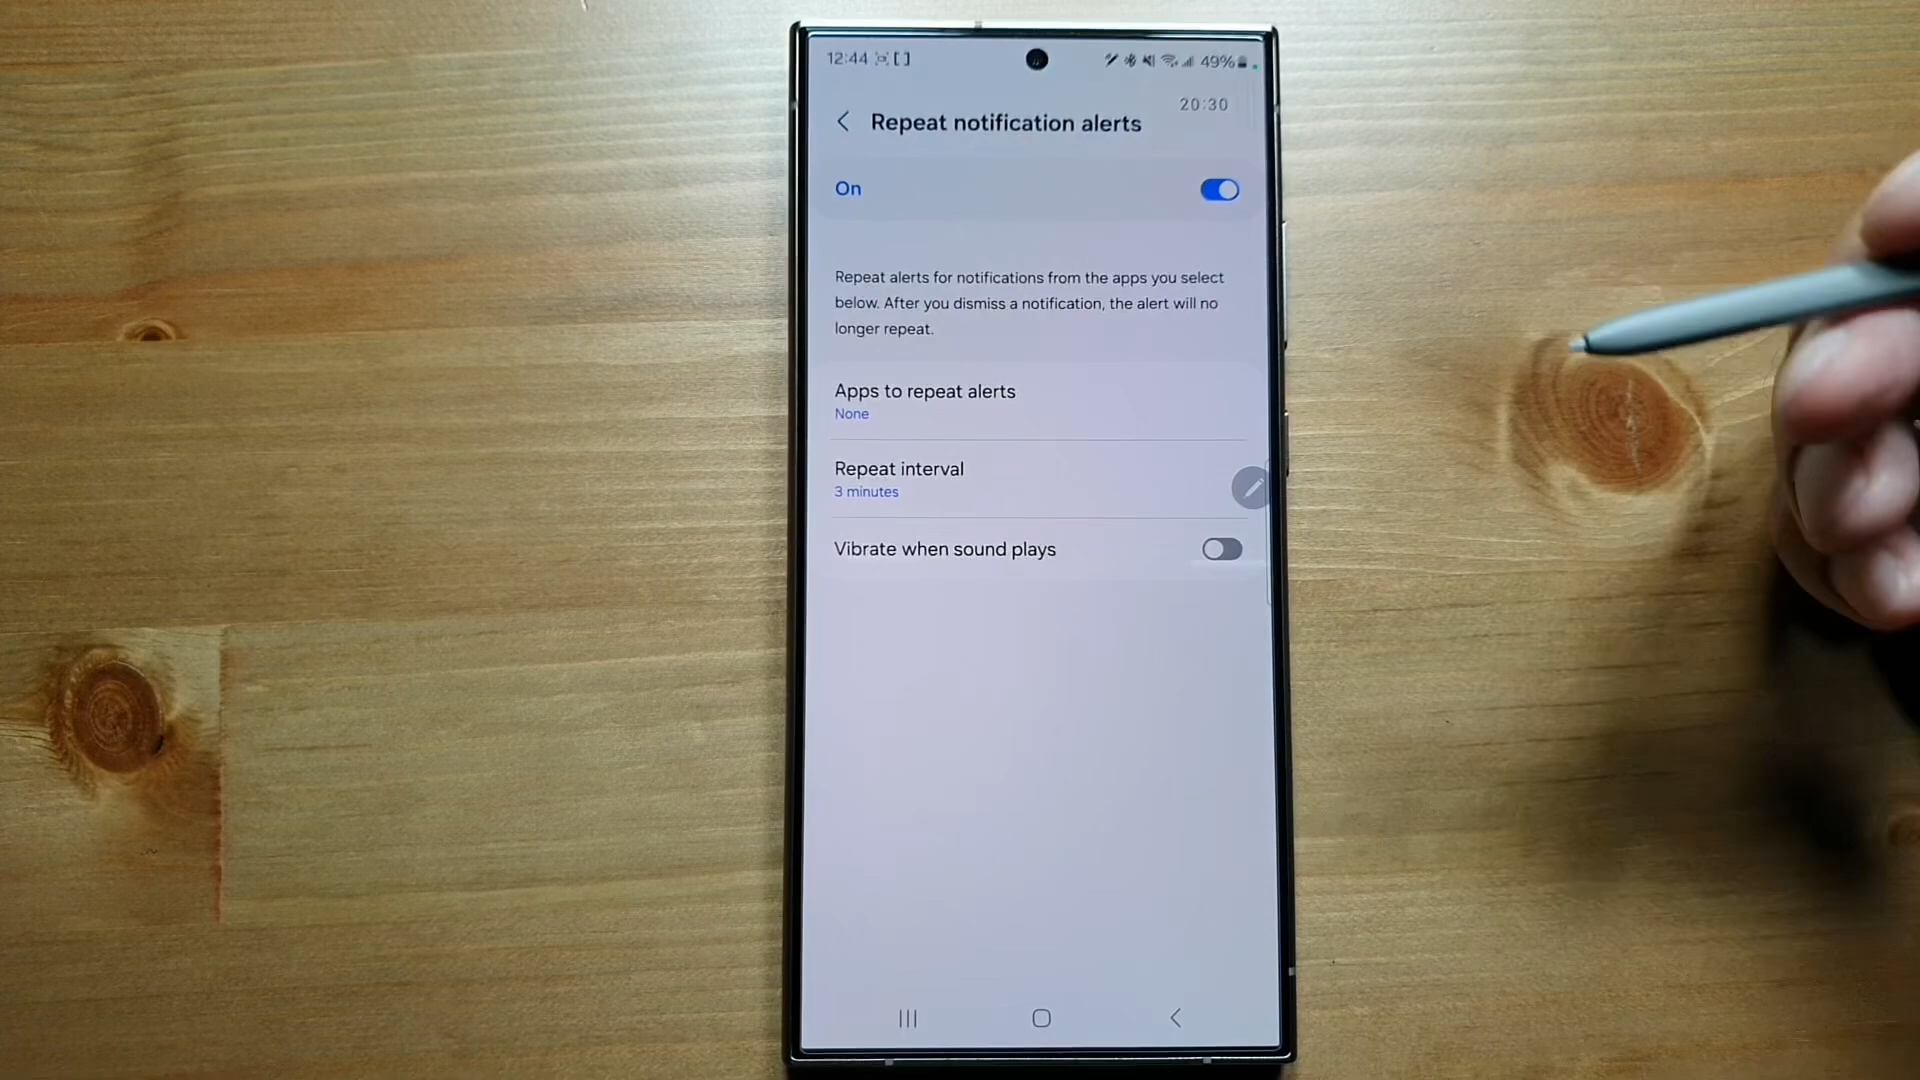 12:44
49%
20:30
Repeat notification alerts
On
Repeat alerts for notifications from the apps you select
below. After you dismiss a notification, the alert will no
longer repeat.
Apps to repeat alerts
None
Repeat interval
3 minutes
Vibrate when sound plays